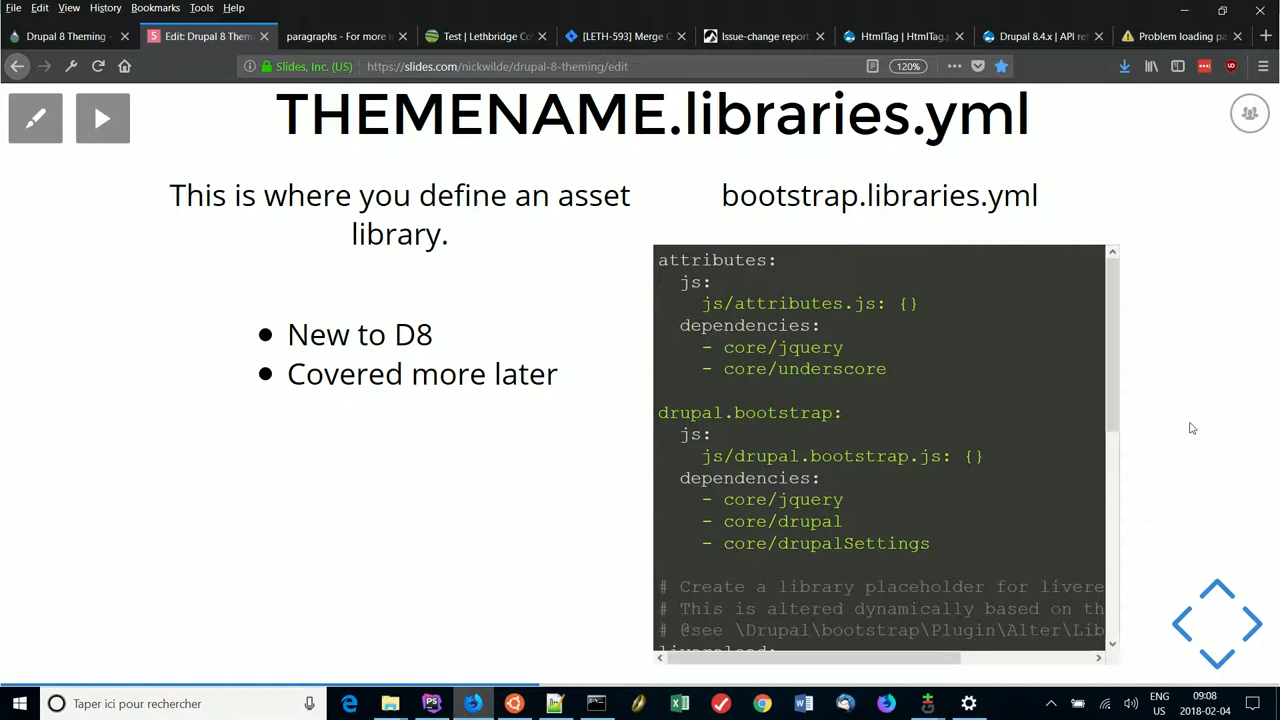 File Edit View History Bookmarks Tools Help
Drupal 8 Theming
Edit: Drupal 8 Them
paragraphs - For more i
Test | Lethbridge Co
[LETH-593] Merge C
Issue-change report
HtmlTag | HtmlTag.p
Drupal 8.4.x | API re
Problem loading pa
Slides, Inc. (US)
https://slides.com/nickwilde/drupal-8-theming/edit
120%
THEMENAME.libraries.yml
This is where you define an asset
library.
New to D8
Covered more later
bootstrap.libraries.yml
attributes:
js:
js/attributes.js: {}
dependencies:
- core/jquery
- core/underscore
drupal.bootstrap:
js:
js/drupal.bootstrap.js: {}
dependencies:
- core/jquery
- core/drupal
- core/drupalSettings
# Create a library placeholder for livere
# This is altered dynamically based on th
# @see \Drupal\bootstrap\Plugin\Alter\Lib
livereload:
Taper ici pour rechercher
ENG
US
09:08
2018-02-04